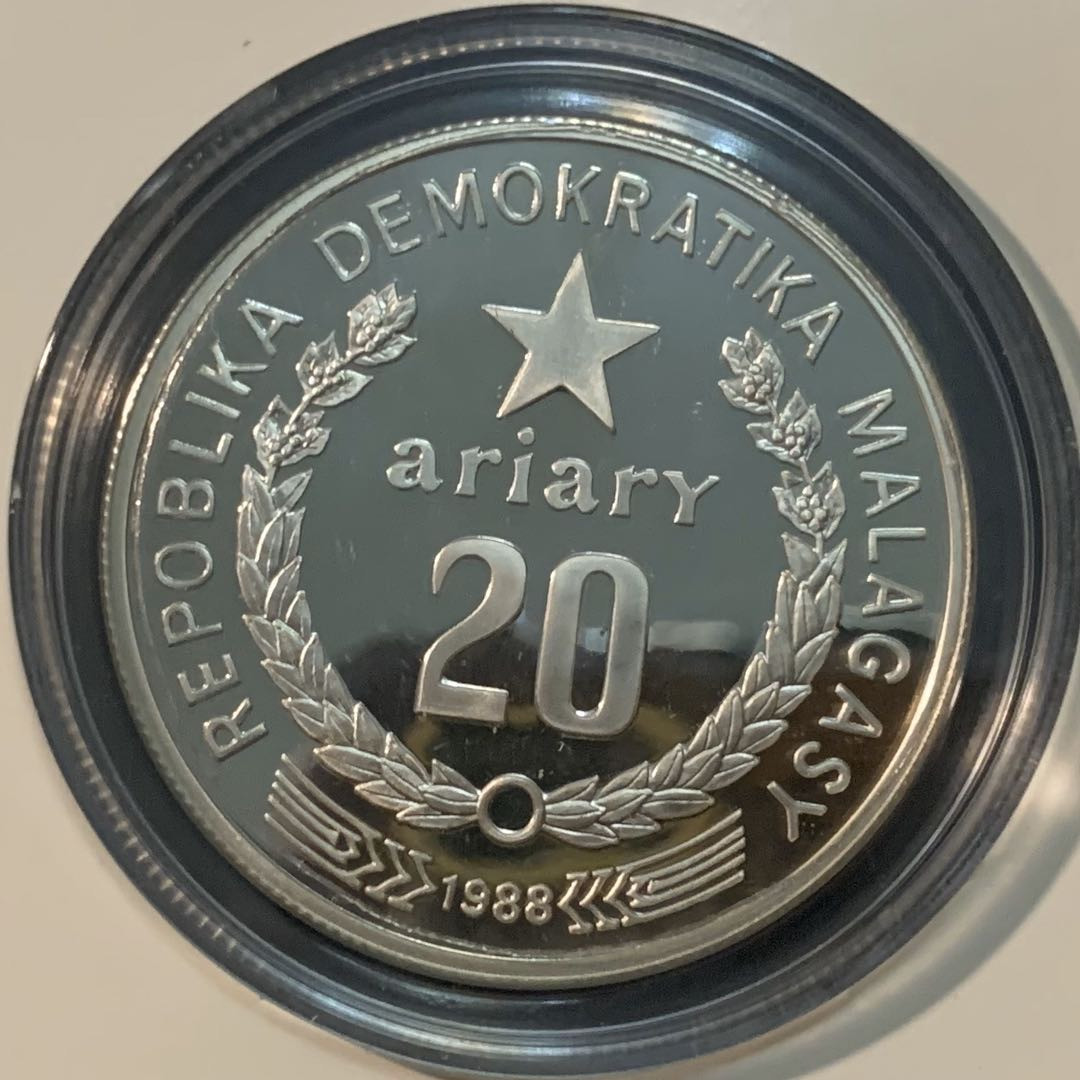 REPOBLIKA DEMOKRATIKA MALAGASY
ariary
20
1988